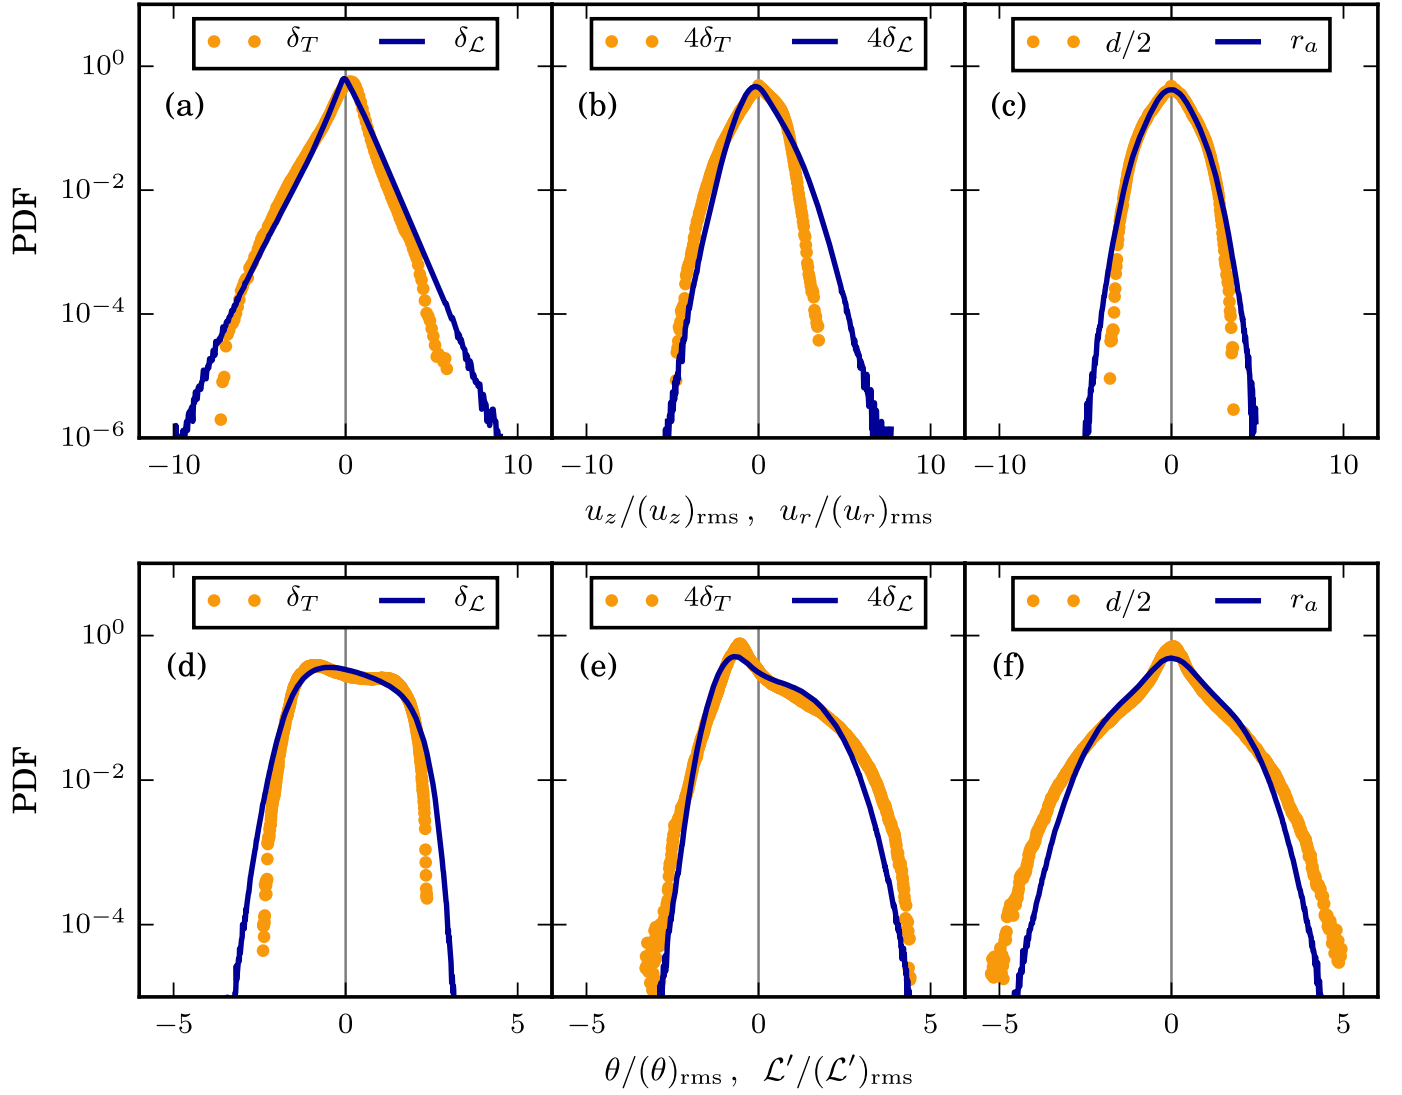 δ_T δ_ℒ 4δ_T 4δ_ℒ d/2 r_a
(a) (b) (c)
PDF
10^0
10^−2
10^−4
10^−6
−10 0 10 −10 0 10 −10 0 10
u_z/(u_z)_rms , u_r/(u_r)_rms
δ_T δ_ℒ 4δ_T 4δ_ℒ d/2 r_a
(d) (e) (f)
PDF
10^0
10^−2
10^−4
−5 0 5 −5 0 5 −5 0 5
θ/(θ)_rms , ℒ′/(ℒ′)_rms